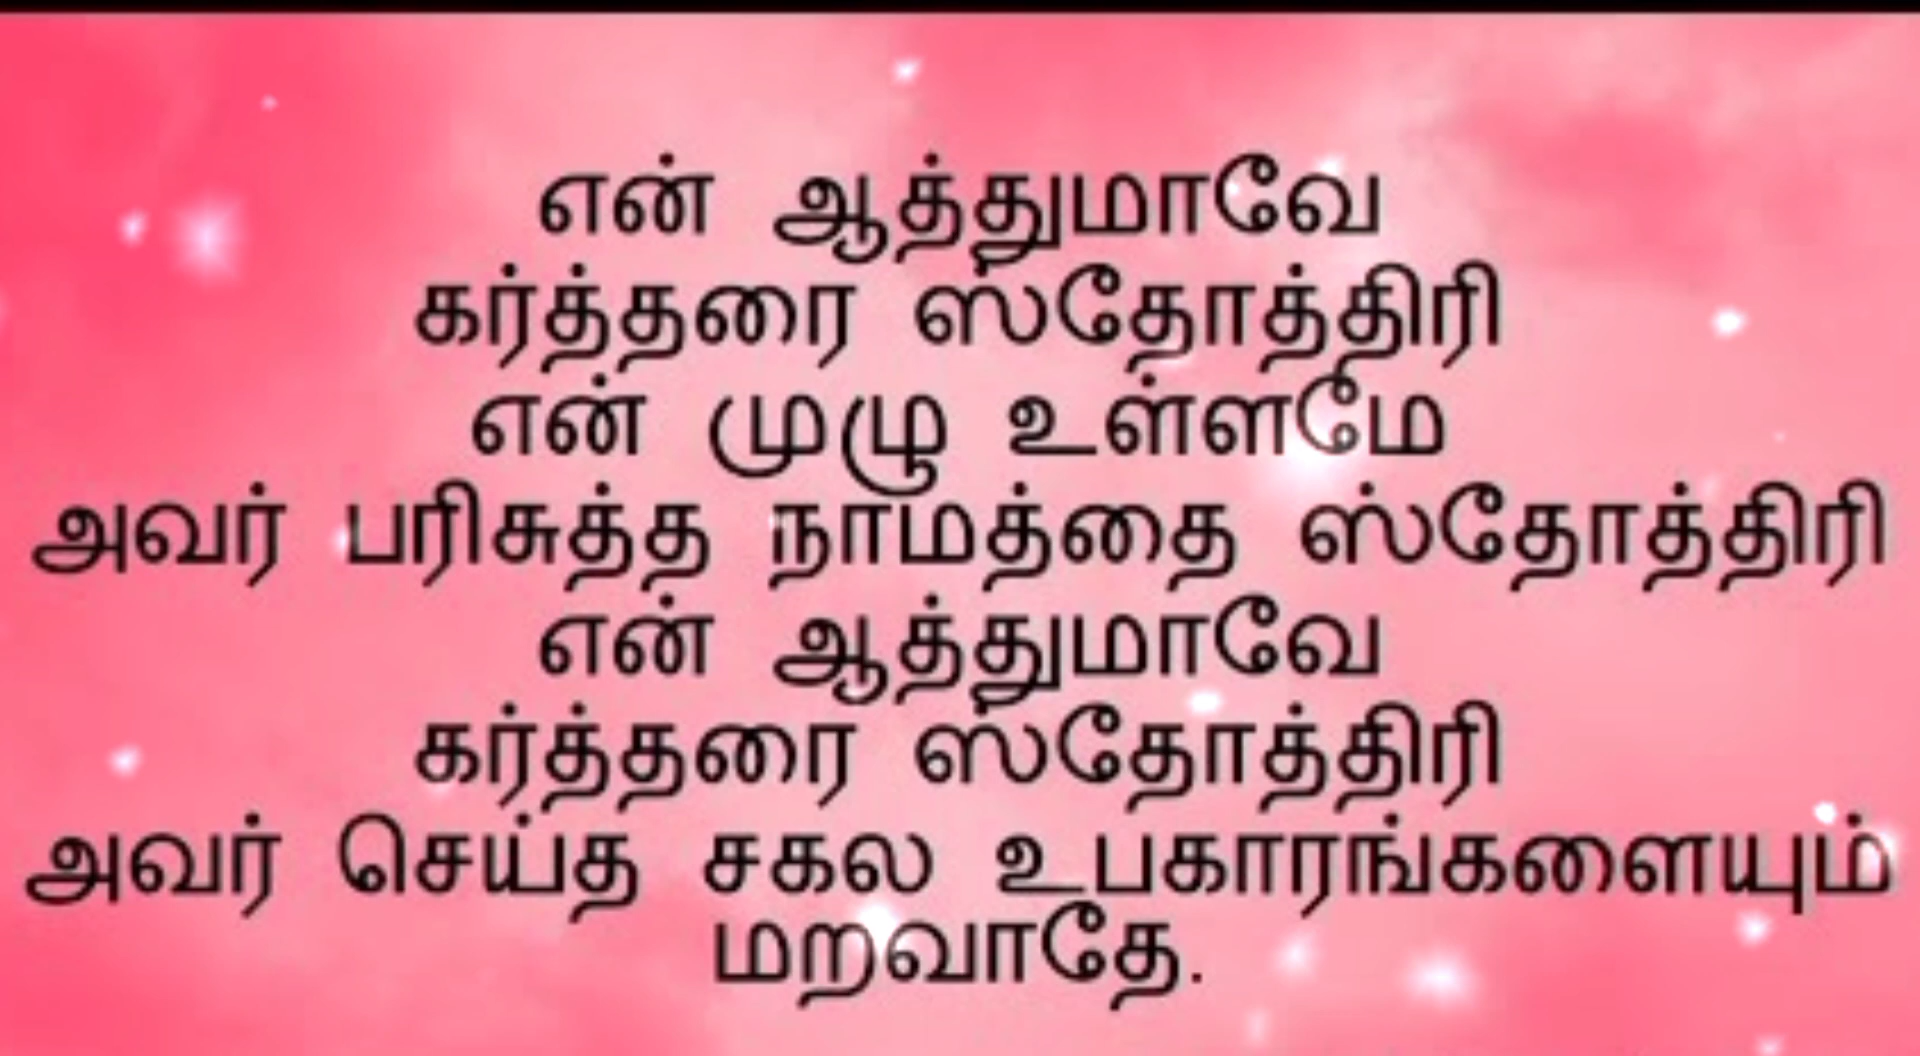 என் ஆத்துமாவே
கர்த்தரை ஸ்தோத்திரி
என் முழு உள்ளமே
அவர் பரிசுத்த நாமத்தை ஸ்தோத்திரி
என் ஆத்துமாவே
கர்த்தரை ஸ்தோத்திரி
அவர் செய்த சகல உபகாரங்களையும்
மறவாதே.